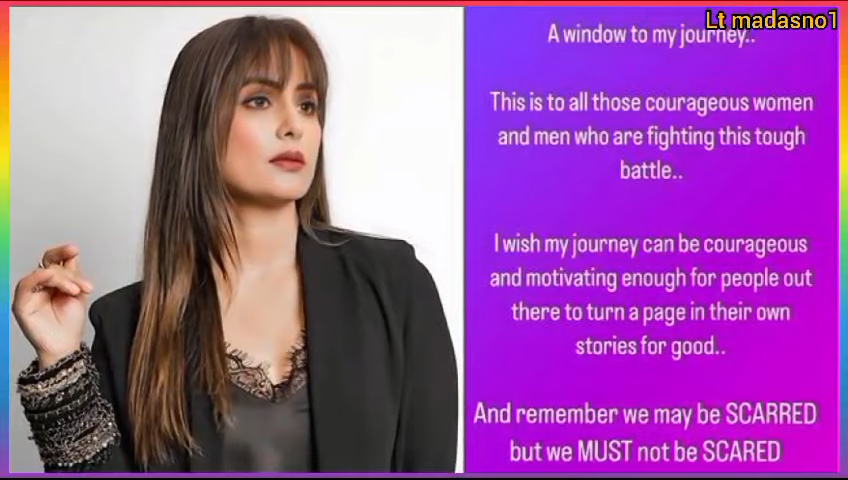 Lt madasno1
A window to my journey..
This is to all those courageous women
and men who are fighting this tough
battle..
I wish my journey can be courageous
and motivating enough for people out
there to turn a page in their own
stories for good..
And remember we may be SCARRED
but we MUST not be SCARED